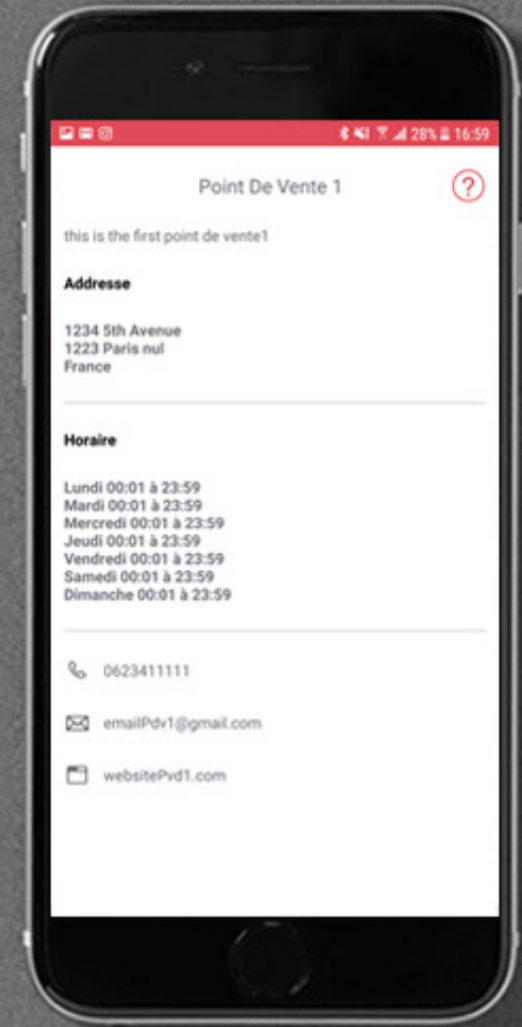 28% 16:59
Point De Vente 1
?
this is the first point de vente1
Addresse
1234 5th Avenue
1223 Paris nul
France
Horaire
Lundi 00:01 à 23:59
Mardi 00:01 à 23:59
Mercredi 00:01 à 23:59
Jeudi 00:01 à 23:59
Vendredi 00:01 à 23:59
Samedi 00:01 à 23:59
Dimanche 00:01 à 23:59
0623411111
emailPdv1@gmail.com
websitePvd1.com